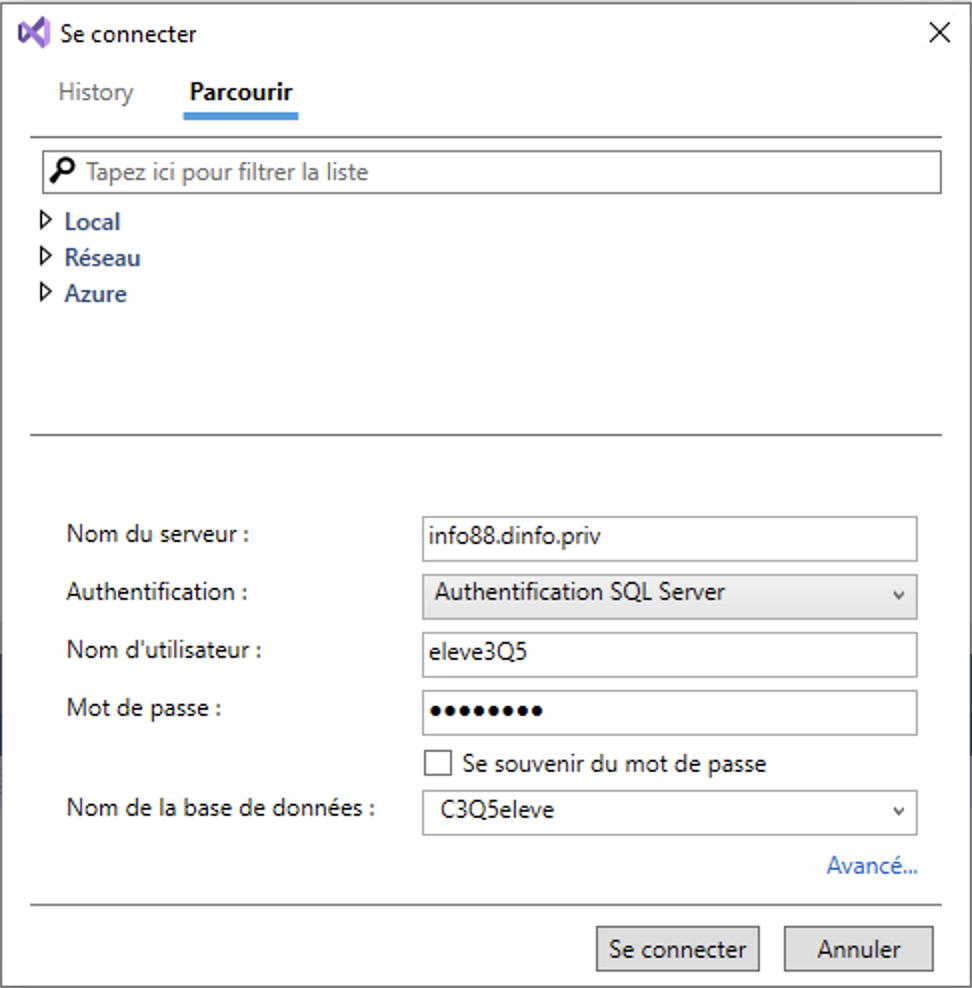 Se connecter
History Parcourir
Tapez ici pour filtrer la liste
Local
Réseau
Azure
Nom du serveur : info88.dinfo.priv
Authentification : Authentification SQL Server
Nom d'utilisateur : eleve3Q5
Mot de passe : ••••••••
Se souvenir du mot de passe
Nom de la base de données : C3Q5eleve
Avancé...
Se connecter Annuler